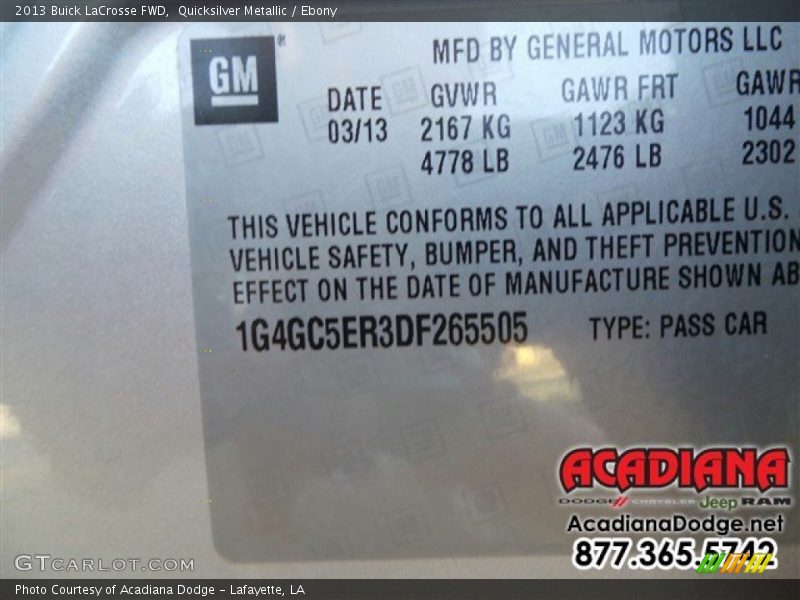 2013 Buick LaCrosse FWD,  Quicksilver Metallic / Ebony
GM
®
MFD BY GENERAL MOTORS LLC
DATE GVWR GAWR FRT GAWR
03/13 2167 KG 1123 KG 1044
4778 LB 2476 LB 2302
THIS VEHICLE CONFORMS TO ALL APPLICABLE U.S.
VEHICLE SAFETY, BUMPER, AND THEFT PREVENTION
EFFECT ON THE DATE OF MANUFACTURE SHOWN AB
1G4GC5ER3DF265505 TYPE: PASS CAR
ACADIANA
DODGE CHRYSLER Jeep RAM
AcadianaDodge.net
877.365.5742
GTCARLOT.COM
Photo Courtesy of Acadiana Dodge - Lafayette, LA